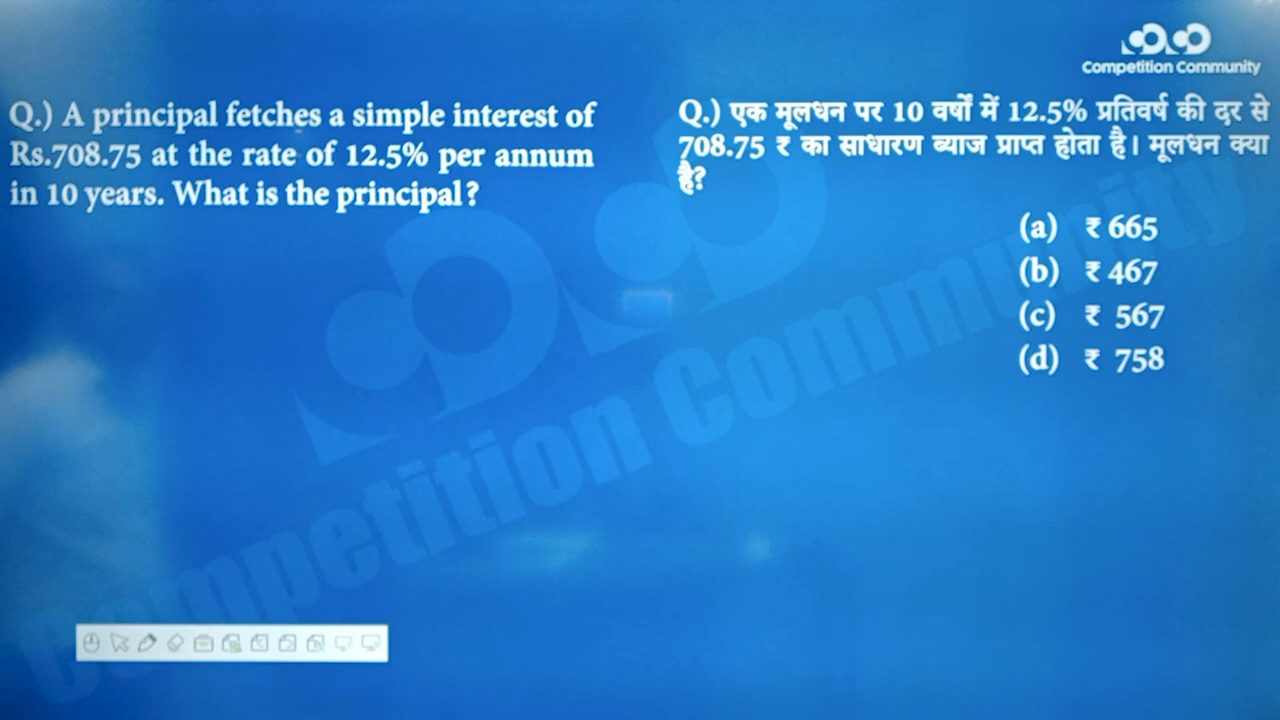 Competition Community
Q.) A principal fetches a simple interest of
Rs.708.75 at the rate of 12.5% per annum
in 10 years. What is the principal?
Q.) एक मूलधन पर 10 वर्षों में 12.5% प्रतिवर्ष की दर से
708.75 ₹ का साधारण ब्याज प्राप्त होता है। मूलधन क्या
है?
(a) ₹ 665
(b) ₹ 467
(c) ₹ 567
(d) ₹ 758
Competition Community